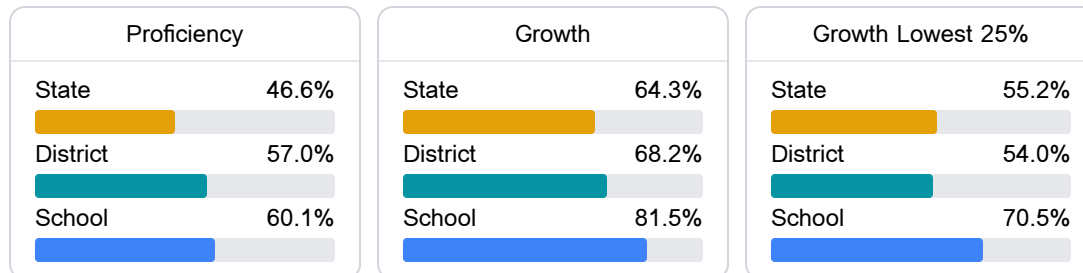 Proficiency
State 46.6%
District 57.0%
School 60.1%
Growth
State 64.3%
District 68.2%
School 81.5%
Growth Lowest 25%
State 55.2%
District 54.0%
School 70.5%